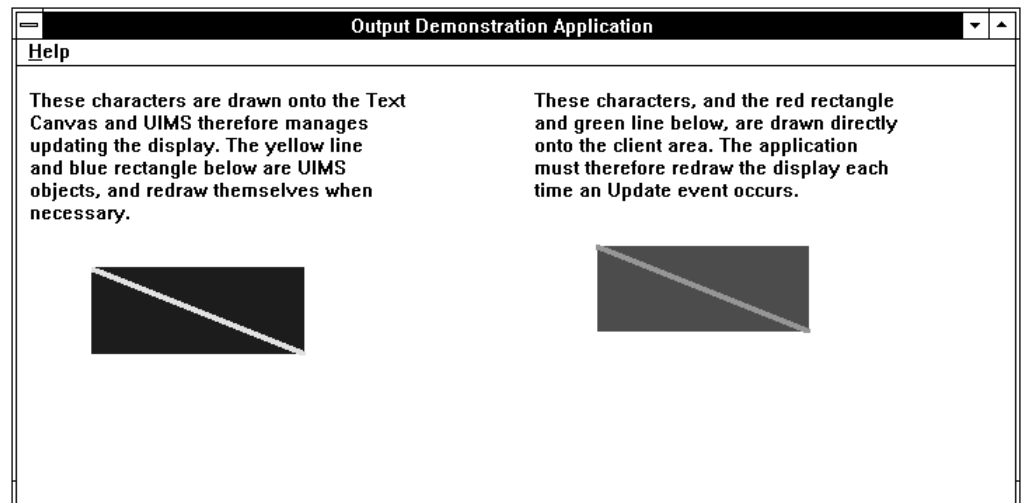 Output Demonstration Application
Help
These characters are drawn onto the Text
Canvas and UIMS therefore manages
updating the display. The yellow line
and blue rectangle below are UIMS
objects, and redraw themselves when
necessary.
These characters, and the red rectangle
and green line below, are drawn directly
onto the client area. The application
must therefore redraw the display each
time an Update event occurs.